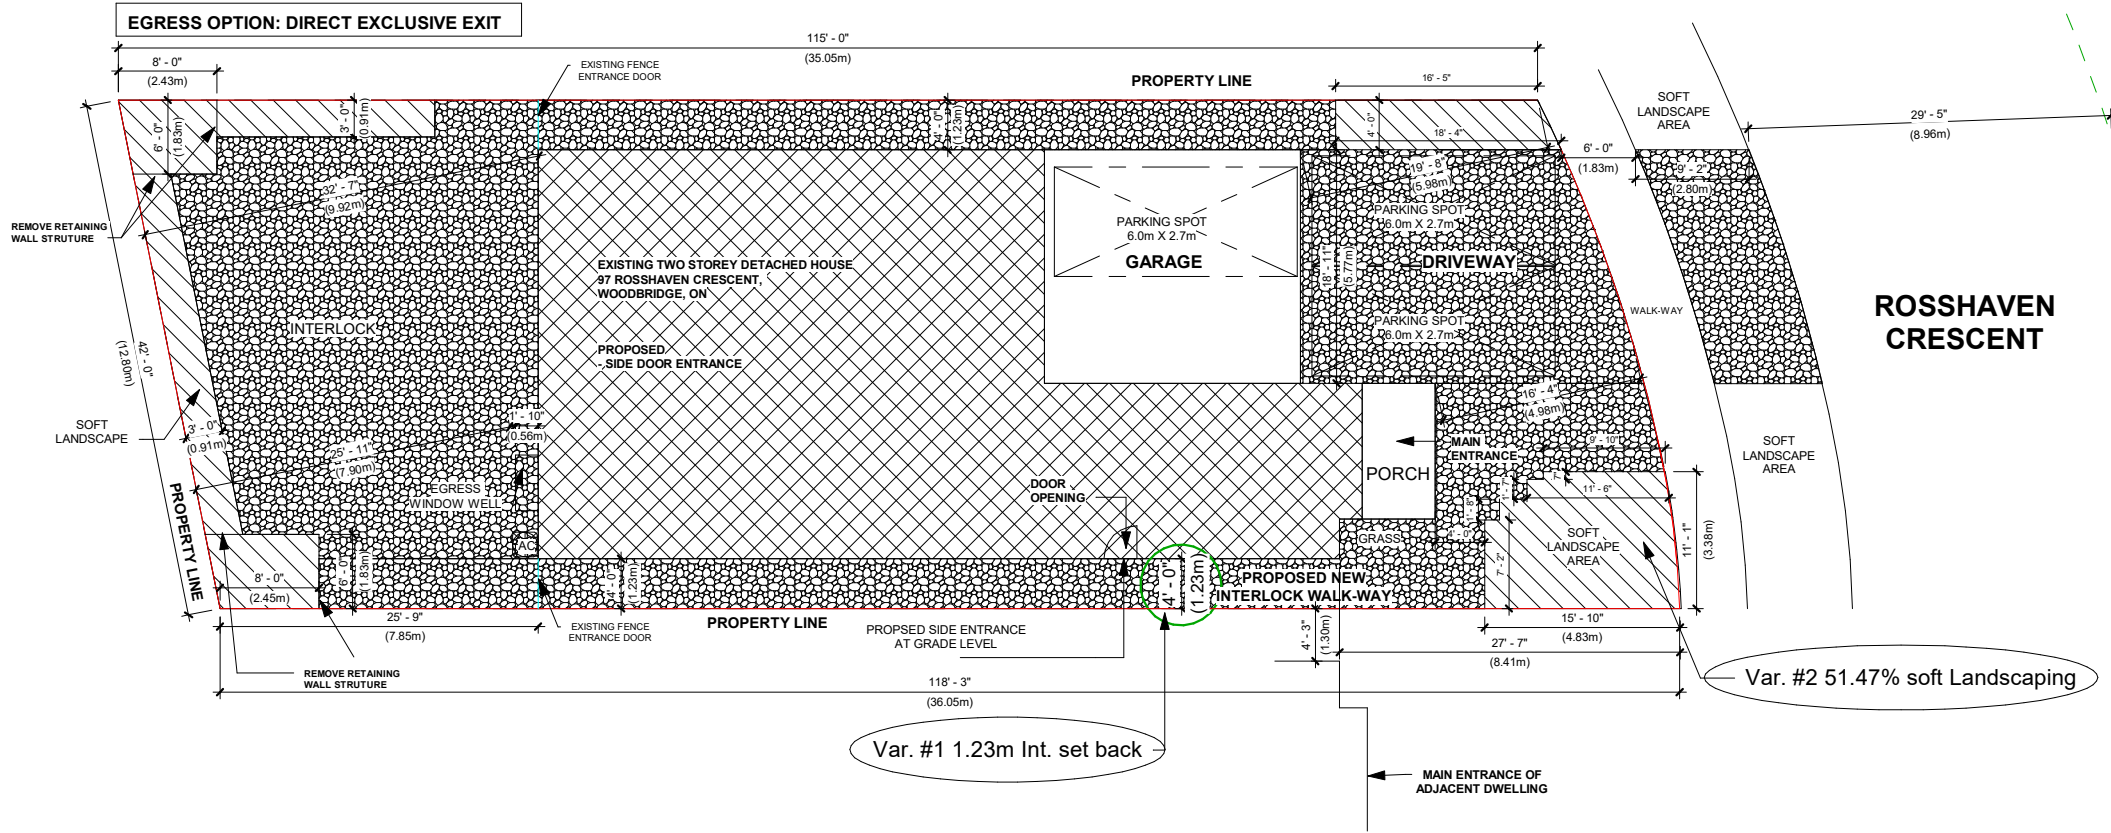 EGRESS OPTION: DIRECT EXCLUSIVE EXIT
115' - 0"
(35.05m)
8' - 0"
(2.43m)
EXISTING FENCE
ENTRANCE DOOR
PROPERTY LINE
16' - 5"
SOFT
LANDSCAPE
AREA
29' - 5"
(8.96m)
6' - 0"
(1.83m)
3' - 0"
(0.91m)
4' - 0"
(1.23m)
4' - 0"
18' - 4"
6' - 0"
(1.83m)
9' - 2"
(2.80m)
19' - 8"
(5.98m)
32' - 7"
(9.92m)
REMOVE RETAINING
WALL STRUTURE
PARKING SPOT
6.0m X 2.7m
GARAGE
PARKING SPOT
6.0m X 2.7m
DRIVEWAY
18' - 11"
(5.77m)
EXISTING TWO STOREY DETACHED HOUSE
97 ROSSHAVEN CRESCENT,
WOODBRIDGE, ON
PROPOSED
- SIDE DOOR ENTRANCE
INTERLOCK
PARKING SPOT
6.0m X 2.7m
WALK-WAY
ROSSHAVEN
CRESCENT
42' - 0"
(12.80m)
16' - 4"
(4.98m)
SOFT
LANDSCAPE
3' - 0"
(0.91m)
1' - 10"
(0.56m)
25' - 11"
(7.90m)
EGRESS
WINDOW WELL
MAIN
ENTRANCE
PORCH
9' - 10"
7"
1' - 7"
11' - 6"
1' - 8"
SOFT
LANDSCAPE
AREA
DOOR
OPENING
PROPERTY LINE
AC
GRASS
4' - 0"
7' - 2"
SOFT
LANDSCAPE
AREA
11' - 1"
(3.38m)
8' - 0"
(2.45m)
6' - 0"
(1.83m)
4' - 0"
(1.23m)
4' - 0"
(1.23m)
PROPOSED NEW
INTERLOCK WALK-WAY
25' - 9"
(7.85m)
EXISTING FENCE
ENTRANCE DOOR
PROPERTY LINE
PROPSED SIDE ENTRANCE
AT GRADE LEVEL
4' - 3"
(1.30m)
15' - 10"
(4.83m)
27' - 7"
(8.41m)
REMOVE RETAINING
WALL STRUTURE
118' - 3"
(36.05m)
Var. #2 51.47% soft Landscaping
Var. #1 1.23m Int. set back
MAIN ENTRANCE OF
ADJACENT DWELLING